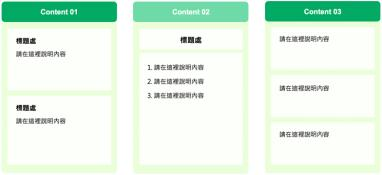 Content 01
標題處
請在這裡說明內容
標題處
請在這裡說明內容
Content 02
標題處
1. 請在這裡說明內容
2. 請在這裡說明內容
3. 請在這裡說明內容
Content 03
請在這裡說明內容
請在這裡說明內容
請在這裡說明內容